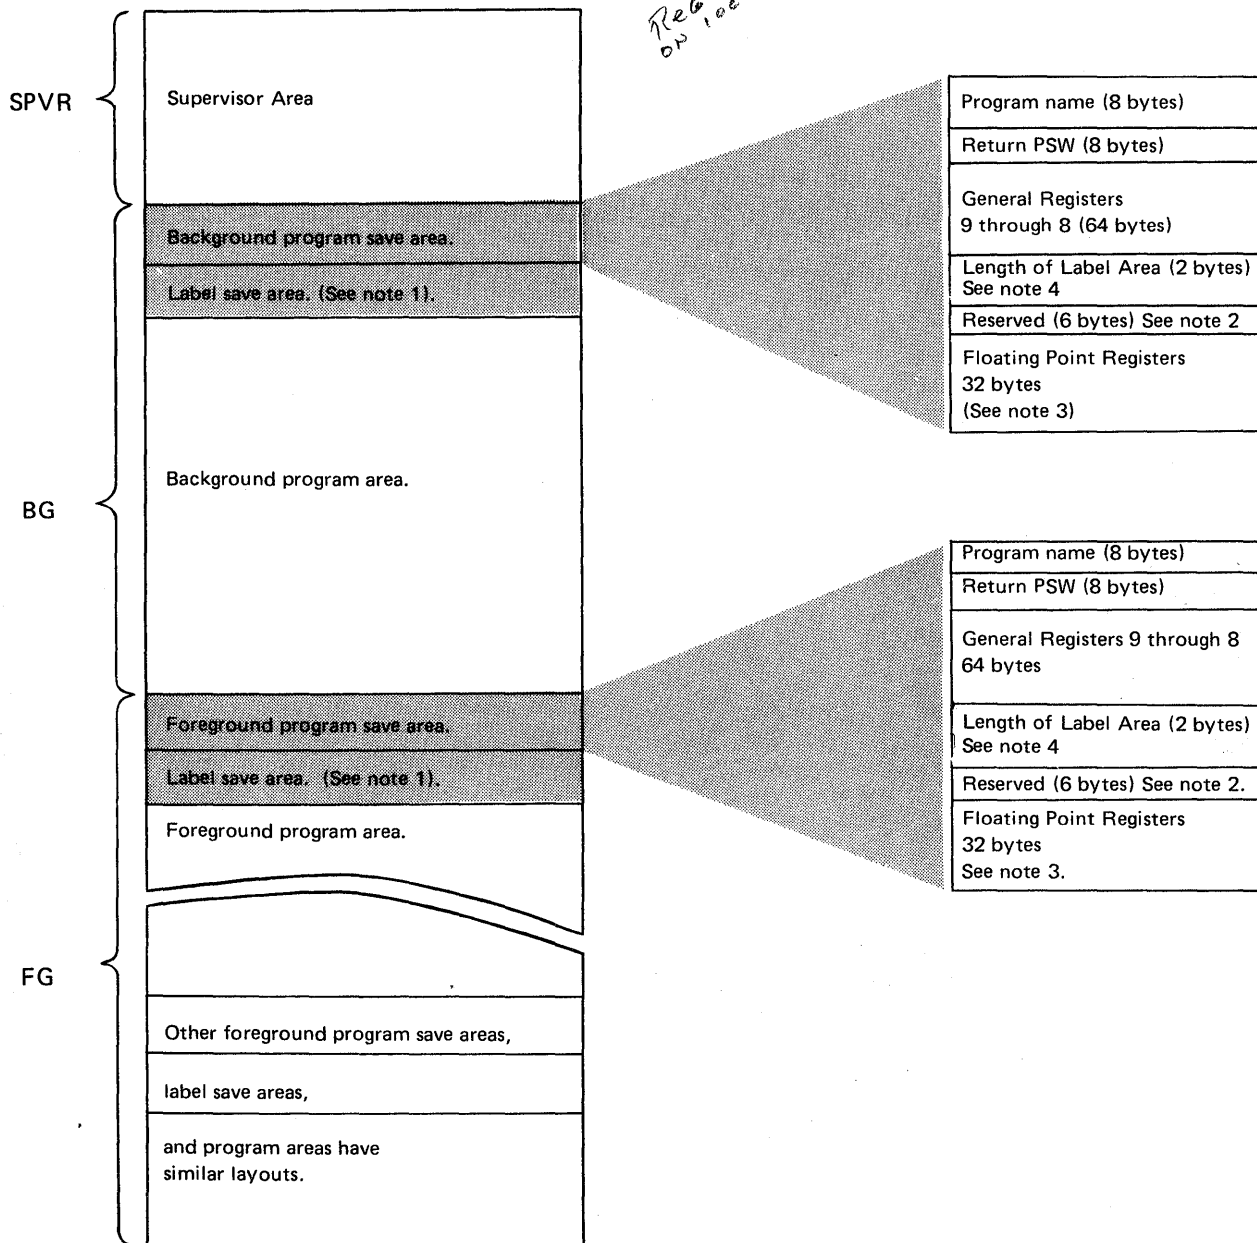 SPVR
Supervisor Area
Background program save area.
Label save area. (See note 1).
BG
Background program area.
Foreground program save area.
Label save area. (See note 1).
Foreground program area.
FG
Other foreground program save areas,
label save areas,
and program areas have
similar layouts.
ON
Program name (8 bytes)
Return PSW (8 bytes)
General Registers
9 through 8 (64 bytes)
Length of Label Area (2 bytes)
See note 4
Reserved (6 bytes) See note 2
Floating Point Registers
32 bytes
(See note 3)
Program name (8 bytes)
Return PSW (8 bytes)
General Registers 9 through 8
64 bytes
Length of Label Area (2 bytes)
See note 4
Reserved (6 bytes) See note 2.
Floating Point Registers
32 bytes
See note 3.